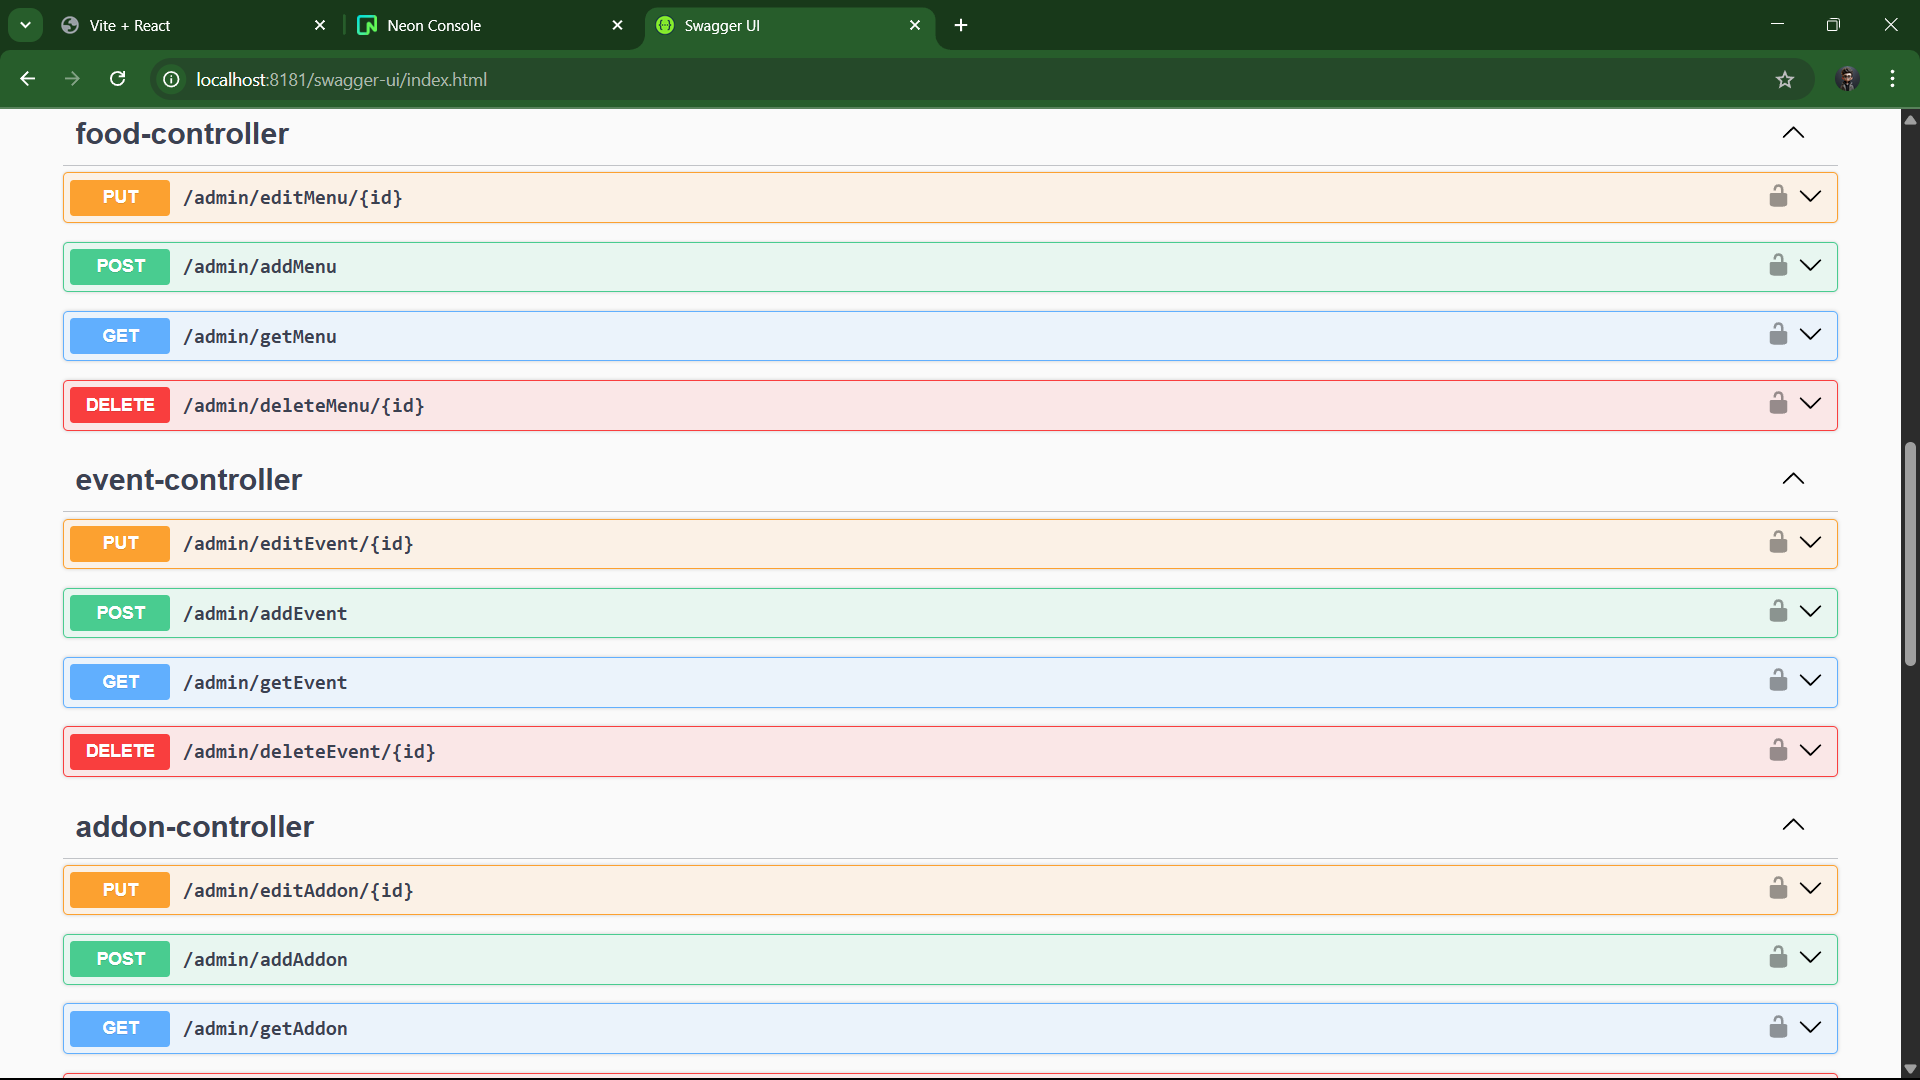 Vite + React
Neon Console
Swagger UI
localhost:8181/swagger-ui/index.html
food-controller
PUT /admin/editMenu/{id}
POST /admin/addMenu
GET /admin/getMenu
DELETE /admin/deleteMenu/{id}
event-controller
PUT /admin/editEvent/{id}
POST /admin/addEvent
GET /admin/getEvent
DELETE /admin/deleteEvent/{id}
addon-controller
PUT /admin/editAddon/{id}
POST /admin/addAddon
GET /admin/getAddon